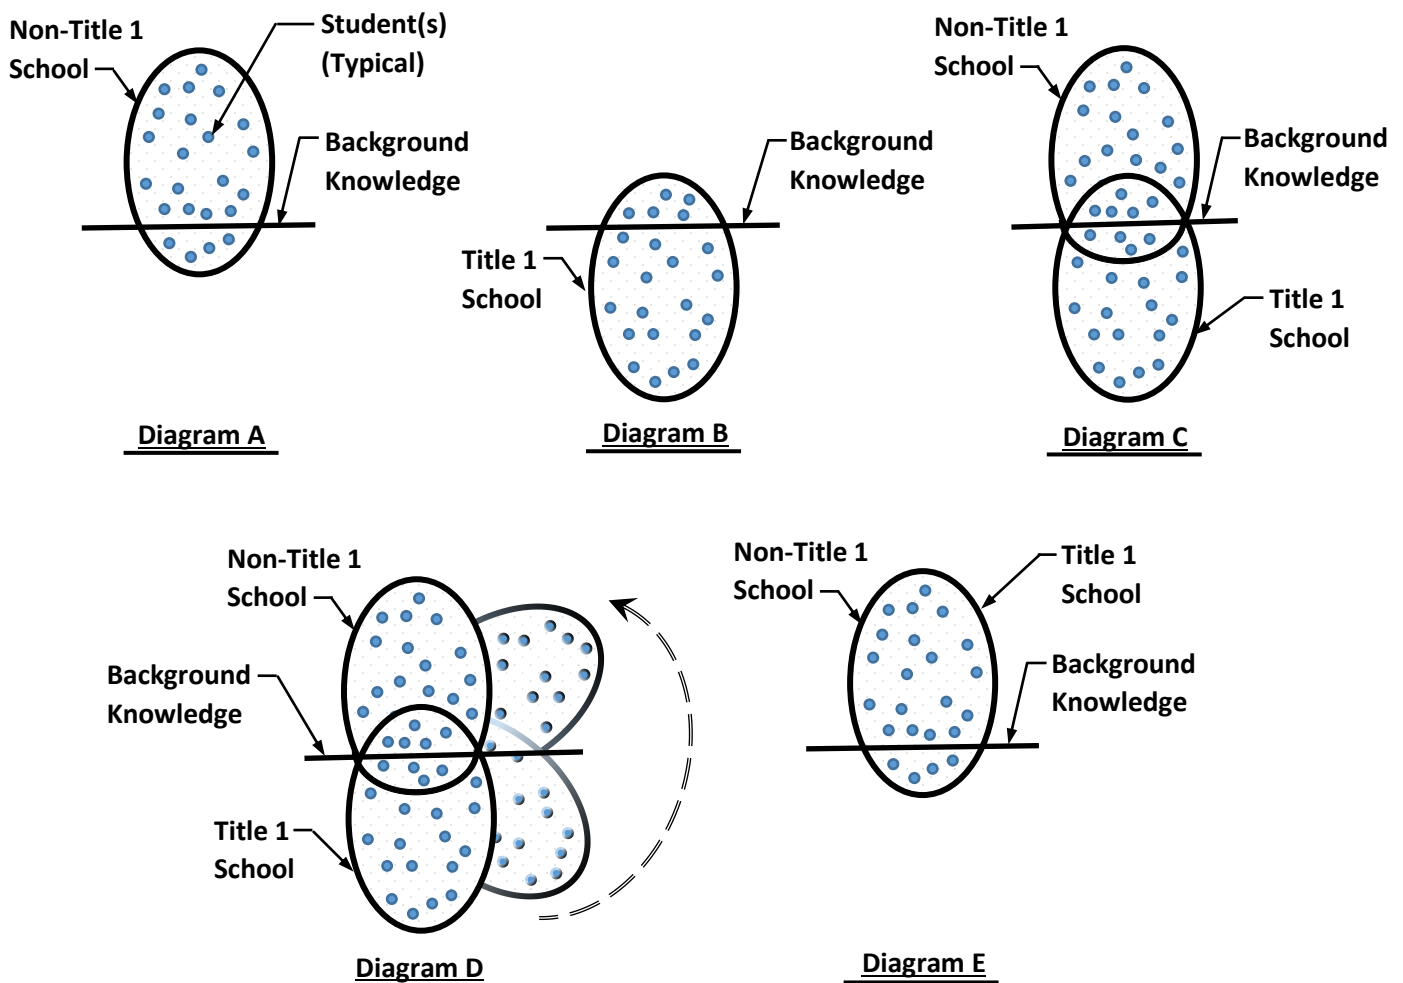 Non-Title 1
School
Student(s)
(Typical)
Background
Knowledge
Diagram A
Background
Knowledge
Title 1
School
Diagram B
Non-Title 1
School
Background
Knowledge
Title 1
School
Diagram C
Non-Title 1
School
Background
Knowledge
Title 1
School
Diagram D
Non-Title 1
School
Title 1
School
Background
Knowledge
Diagram E